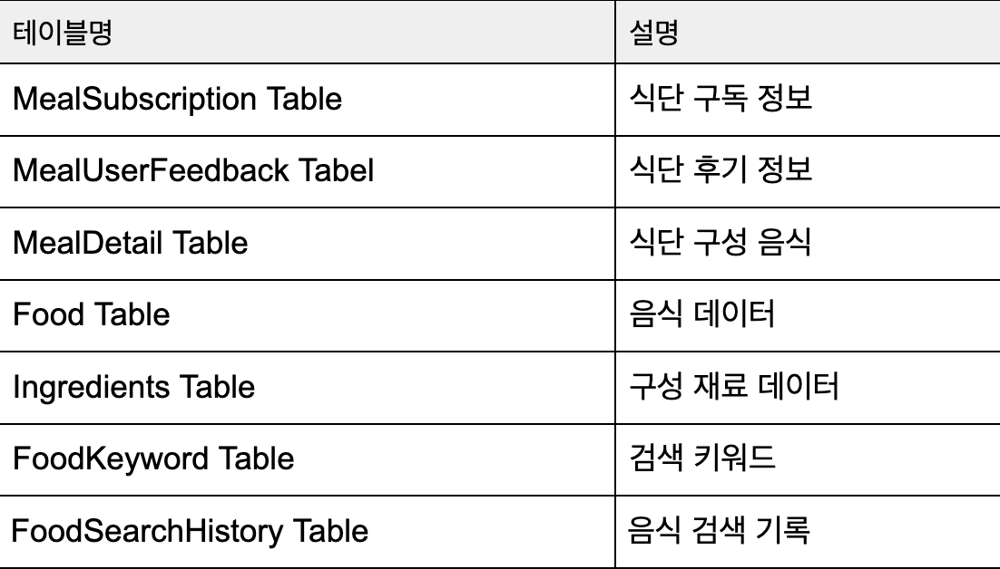 테이블명 설명
MealSubscription Table 식단 구독 정보
MealUserFeedback Tabel 식단 후기 정보
MealDetail Table 식단 구성 음식
Food Table 음식 데이터
Ingredients Table 구성 재료 데이터
FoodKeyword Table 검색 키워드
FoodSearchHistory Table 음식 검색 기록